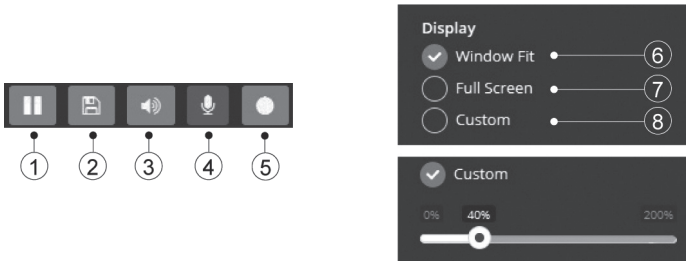 1 2 3 4 5
Display
Window Fit 6
Full Screen 7
Custom 8
Custom
0% 40% 200%